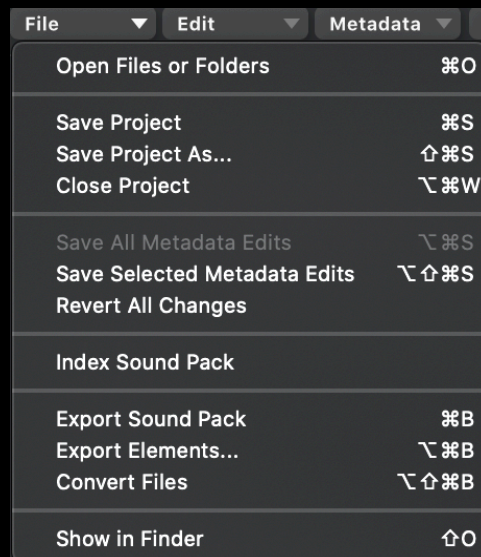 File ▼ Edit ▼ Metadata ▼
Open Files or Folders ⌘O
Save Project ⌘S
Save Project As... ⇧⌘S
Close Project ⌥⌘W
Save All Metadata Edits ⌥⌘S
Save Selected Metadata Edits ⌥⇧⌘S
Revert All Changes
Index Sound Pack
Export Sound Pack ⌘B
Export Elements... ⌥⌘B
Convert Files ⌥⇧⌘B
Show in Finder ⇧O